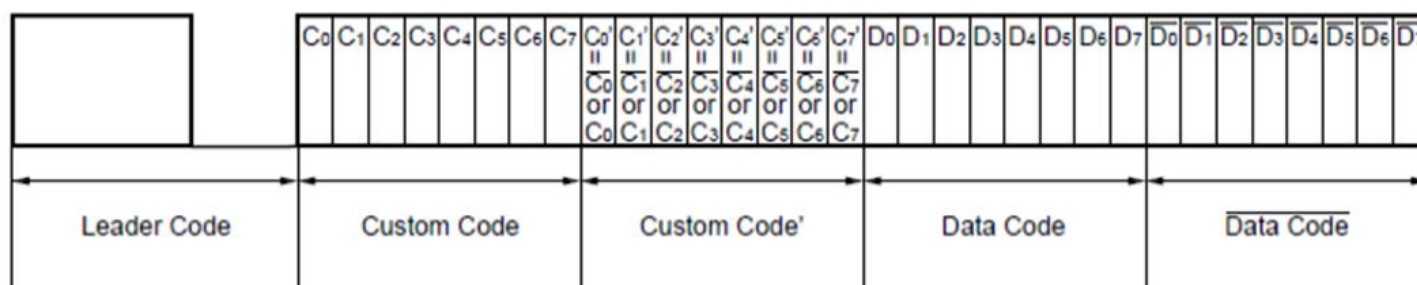 C0 C1 C2 C3 C4 C5 C6 C7 C0' C1' C2' C3' C4' C5' C6' C7' D0 D1 D2 D3 D4 D5 D6 D7 D̅0 D̅1 D̅2 D̅3 D̅4 D̅5 D̅6
= = = = = = = =
C̅0 C̅1 C̅2 C̅3 C̅4 C̅5 C̅6 C̅7
or or or or or or or or
C0 C1 C2 C3 C4 C5 C6 C7
Leader Code Custom Code Custom Code' Data Code D̅a̅t̅a̅ ̅C̅o̅d̅e̅